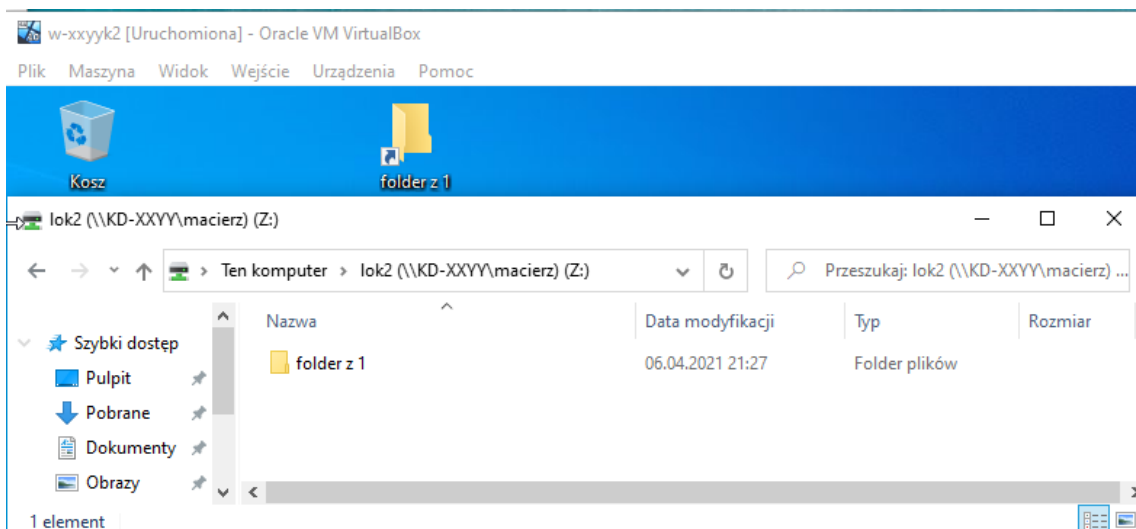 w-xxyyk2 [Uruchomiona] - Oracle VM VirtualBox
Plik Maszyna Widok Wejście Urządzenia Pomoc
Kosz folder z 1
lok2 (\\KD-XXYY\macierz) (Z:)
Ten komputer › lok2 (\\KD-XXYY\macierz) (Z:) Przeszukaj: lok2 (\\KD-XXYY\macierz) ...
Nazwa Data modyfikacji Typ Rozmiar
Szybki dostęp
folder z 1 06.04.2021 21:27 Folder plików
Pulpit
Pobrane
Dokumenty
Obrazy
1 element